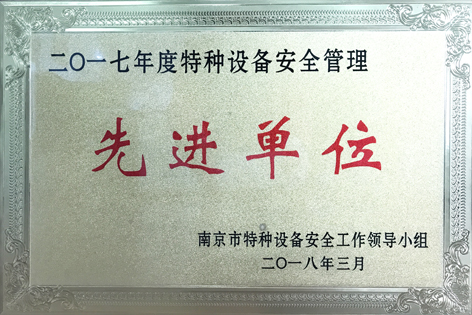 二〇一七年度特种设备安全管理
先进单位
南京市特种设备安全工作领导小组
二〇一八年三月